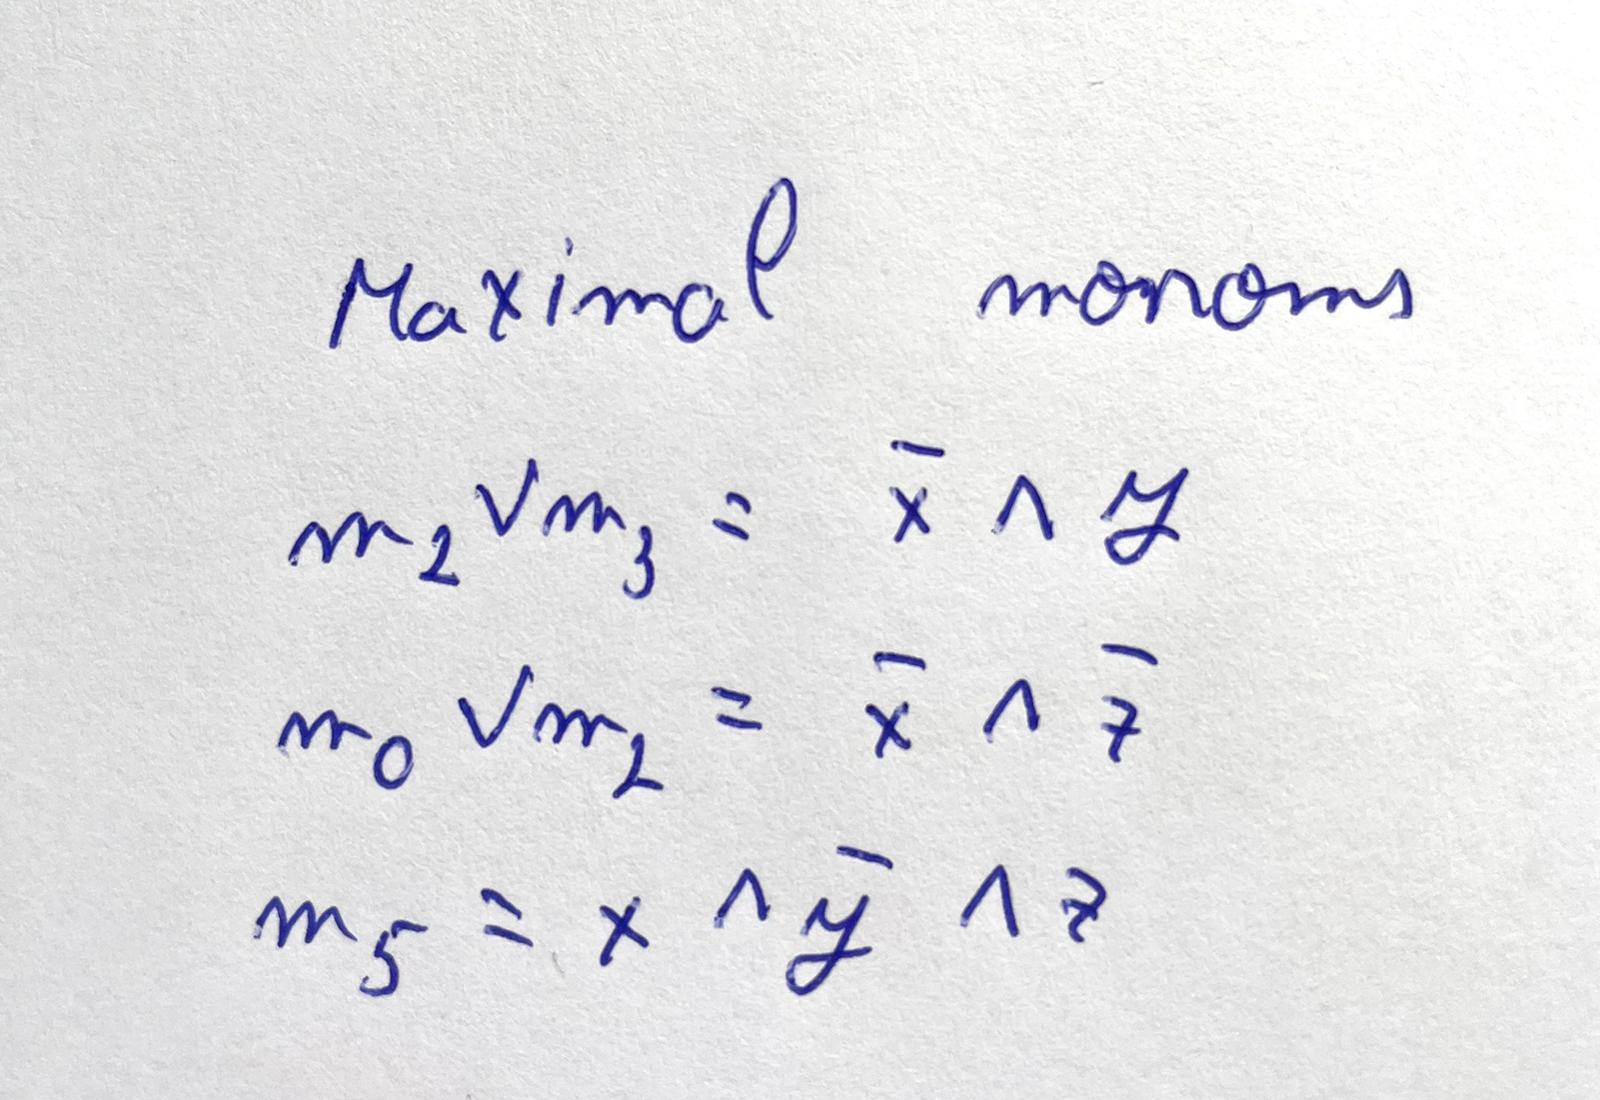 Maximal monoms
m₂ ∨ m₃ = x̄ ∧ y
m₀ ∨ m₂ = x̄ ∧ z̄
m₅ = x ∧ ȳ ∧ z